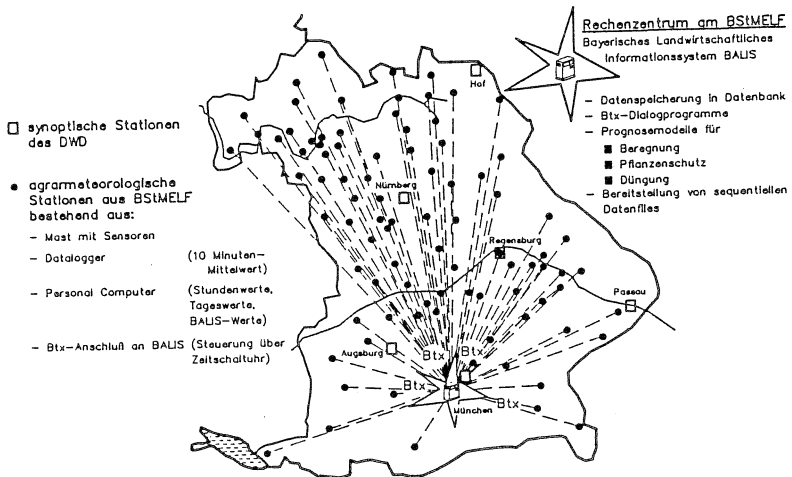 Rechenzentrum am BStMELF
Bayerisches Landwirtschaftliches
Informationssystem BALIS
– Datenspeicherung in Datenbank
– Btx-Dialogprogramme
– Prognosemodelle für
Beregnung
Pflanzenschutz
Düngung
– Bereitstellung von sequentiellen
Datenfiles
synoptische Stationen
des DWD
agrarmeteorologische
Stationen aus BStMELF
bestehend aus:
– Mast mit Sensoren
– Datalogger (10 Minuten-
Mittelwert)
– Personal Computer (Stundenwerte,
Tageswerte,
BALIS-Werte)
– Btx-Anschluß an BALIS (Steuerung über
Zeitschaltuhr)
Hof
Nürnberg
Regensburg
Passau
Augsburg
Btx
Btx
Btx
München
Btx